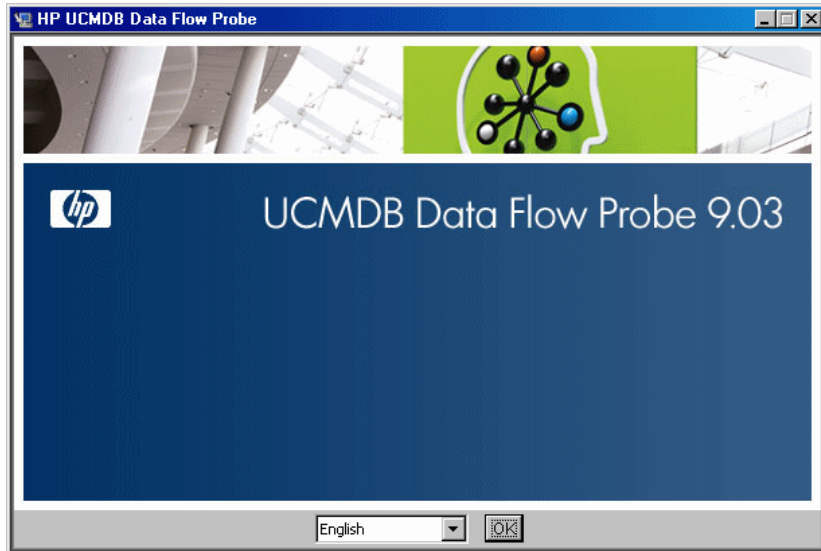 HP UCMDB Data Flow Probe
hp
UCMDB Data Flow Probe 9.03
English
OK